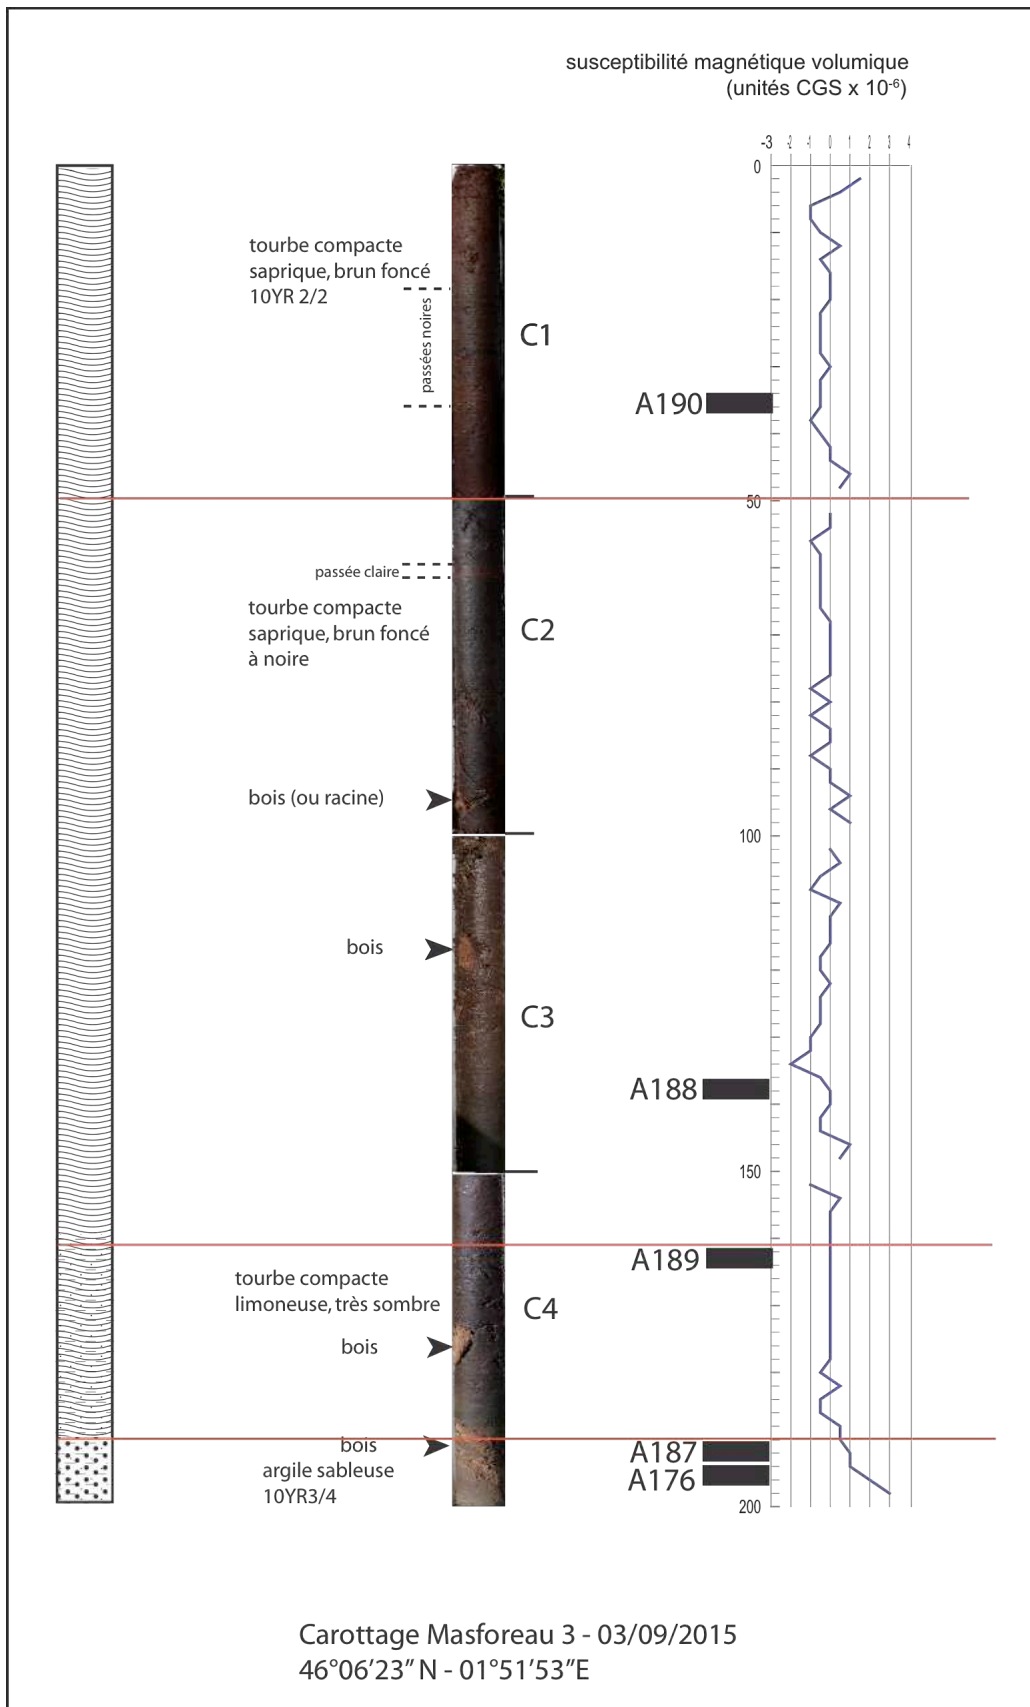 susceptibilité magnétique volumique
(unités CGS x 10⁻⁶)
-3 -2 -1 0 1 2 3 4
0
tourbe compacte
saprique, brun foncé
10YR 2/2
passées noires
C1
A190
50
passée claire
tourbe compacte
saprique, brun foncé
à noire
C2
bois (ou racine)
100
bois
C3
A188
150
A189
tourbe compacte
limoneuse, très sombre
C4
bois
bois
A187
argile sableuse
A176
10YR3/4
200
Carottage Masforeau 3 - 03/09/2015
46°06'23" N - 01°51'53"E